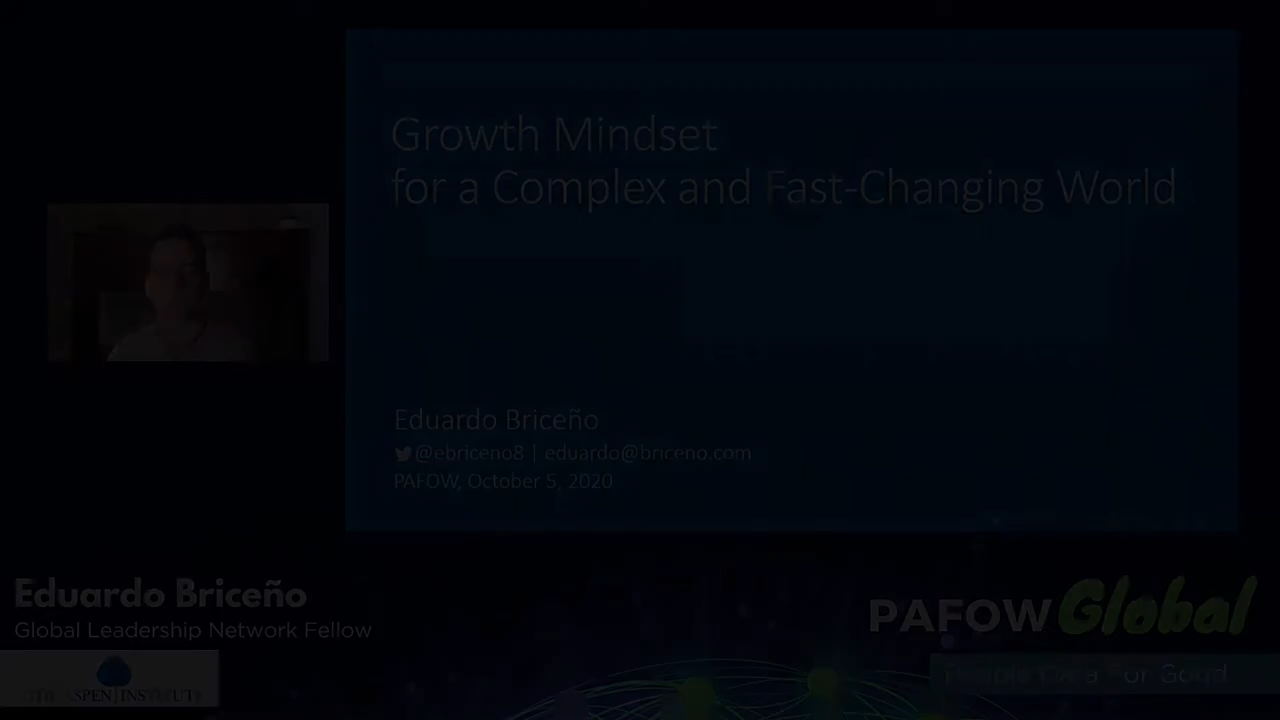 Growth Mindset
for a Complex and Fast-Changing World
Eduardo Briceño
@ebriceno8 | eduardo@briceno.com
PAFOW, October 5, 2020
Eduardo Briceño
Global Leadership Network Fellow
THE ASPEN INSTITUTE
PAFOW Global
People Data For Good